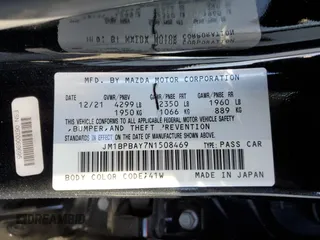 MFD. BY MAZDA MOTOR CORPORATION
DATE GVWR/PNBV GAWR/PNBE GAWR/PNBE
12/21 4299 LB 2350 LB 1960 LB
1950 KG 1066 KG 889 KG
THIS VEHICLE CONFORMS TO ALL
APPLICABLE FEDERAL MOTOR VEHICLE SAFETY,
BUMPER, AND THEFT PREVENTION
STANDARDS IN EFFECT ON THE DATE OF
MANUFACTURE SHOWN ABOVE.
JM1BPBAY7N1508469 TYPE:PASS CAR
BODY COLOR CODE/41W MADE IN JAPAN